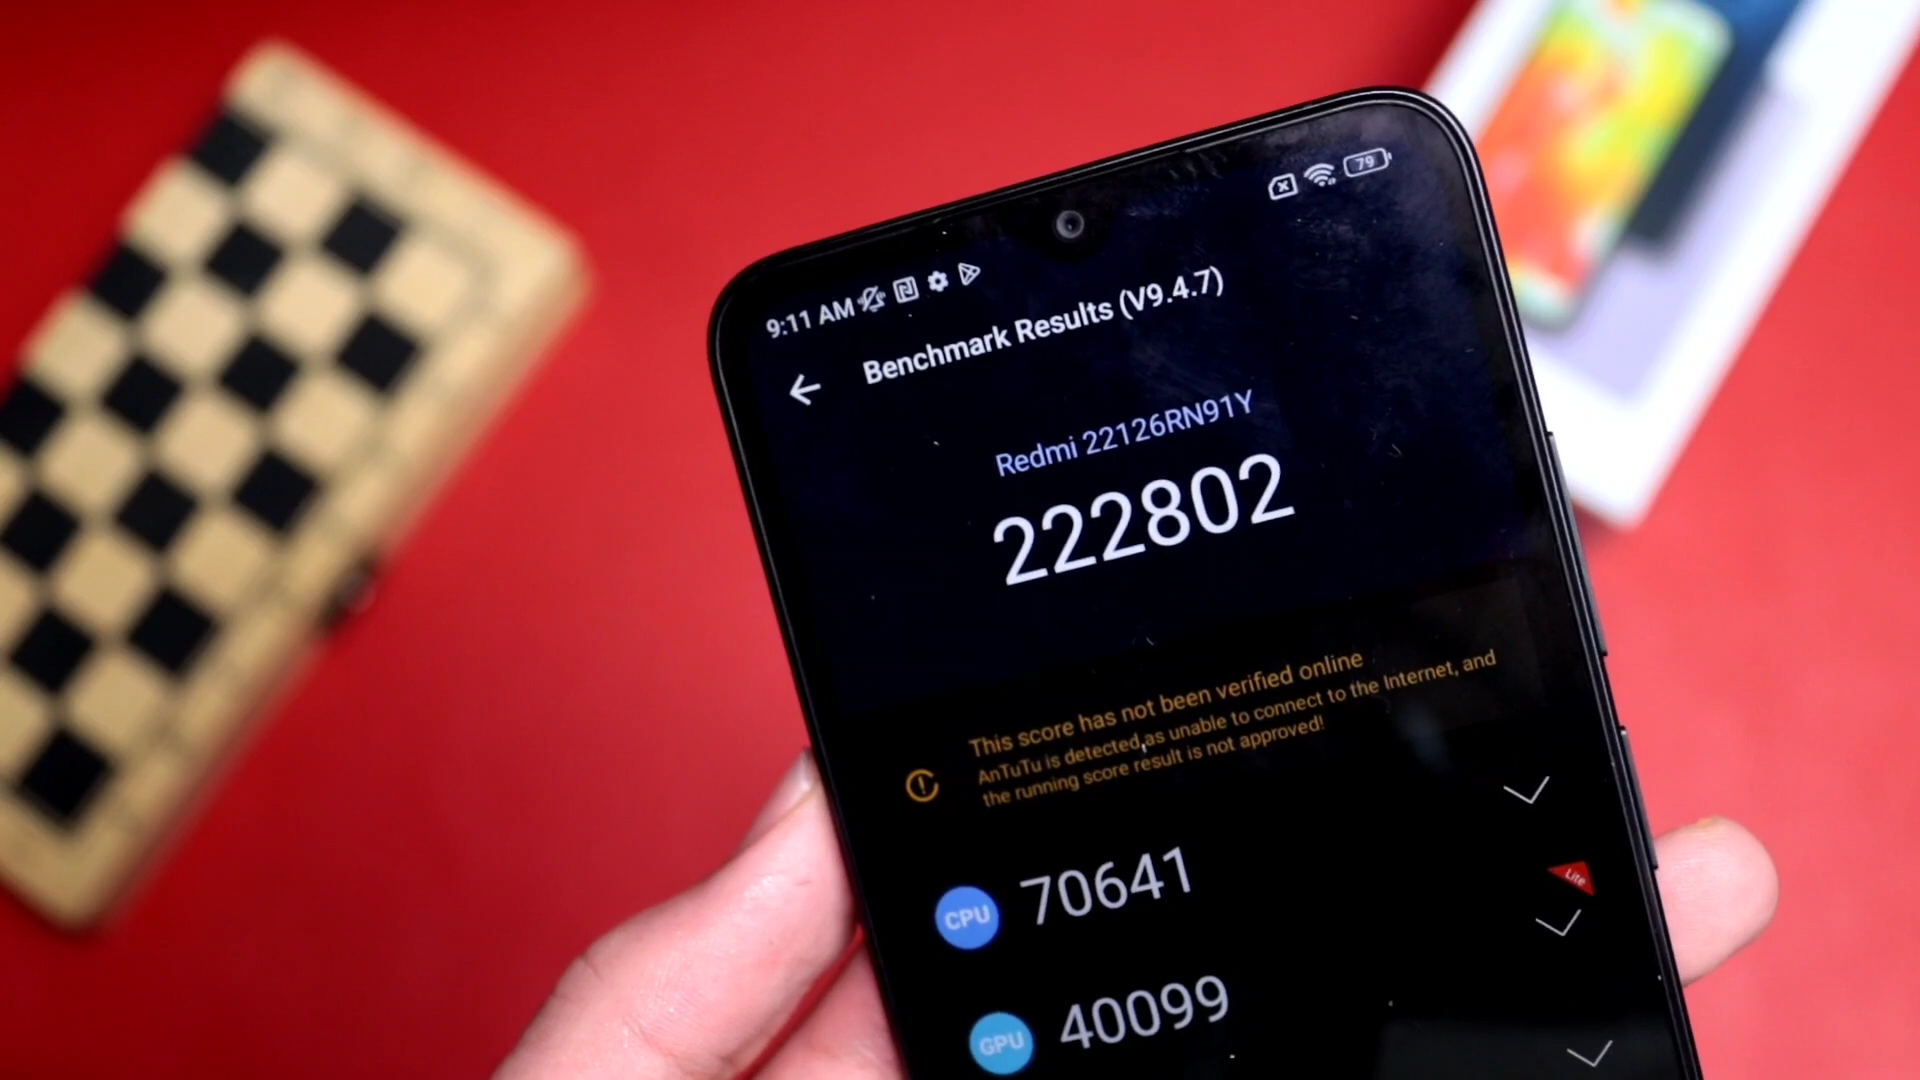 9:11 AM
79
Benchmark Results (V9.4.7)
Redmi 22126RN91Y
222802
This score has not been verified online
AnTuTu is detected as unable to connect to the Internet, and
the running score result is not approved!
CPU 70641
Lite
GPU 40099